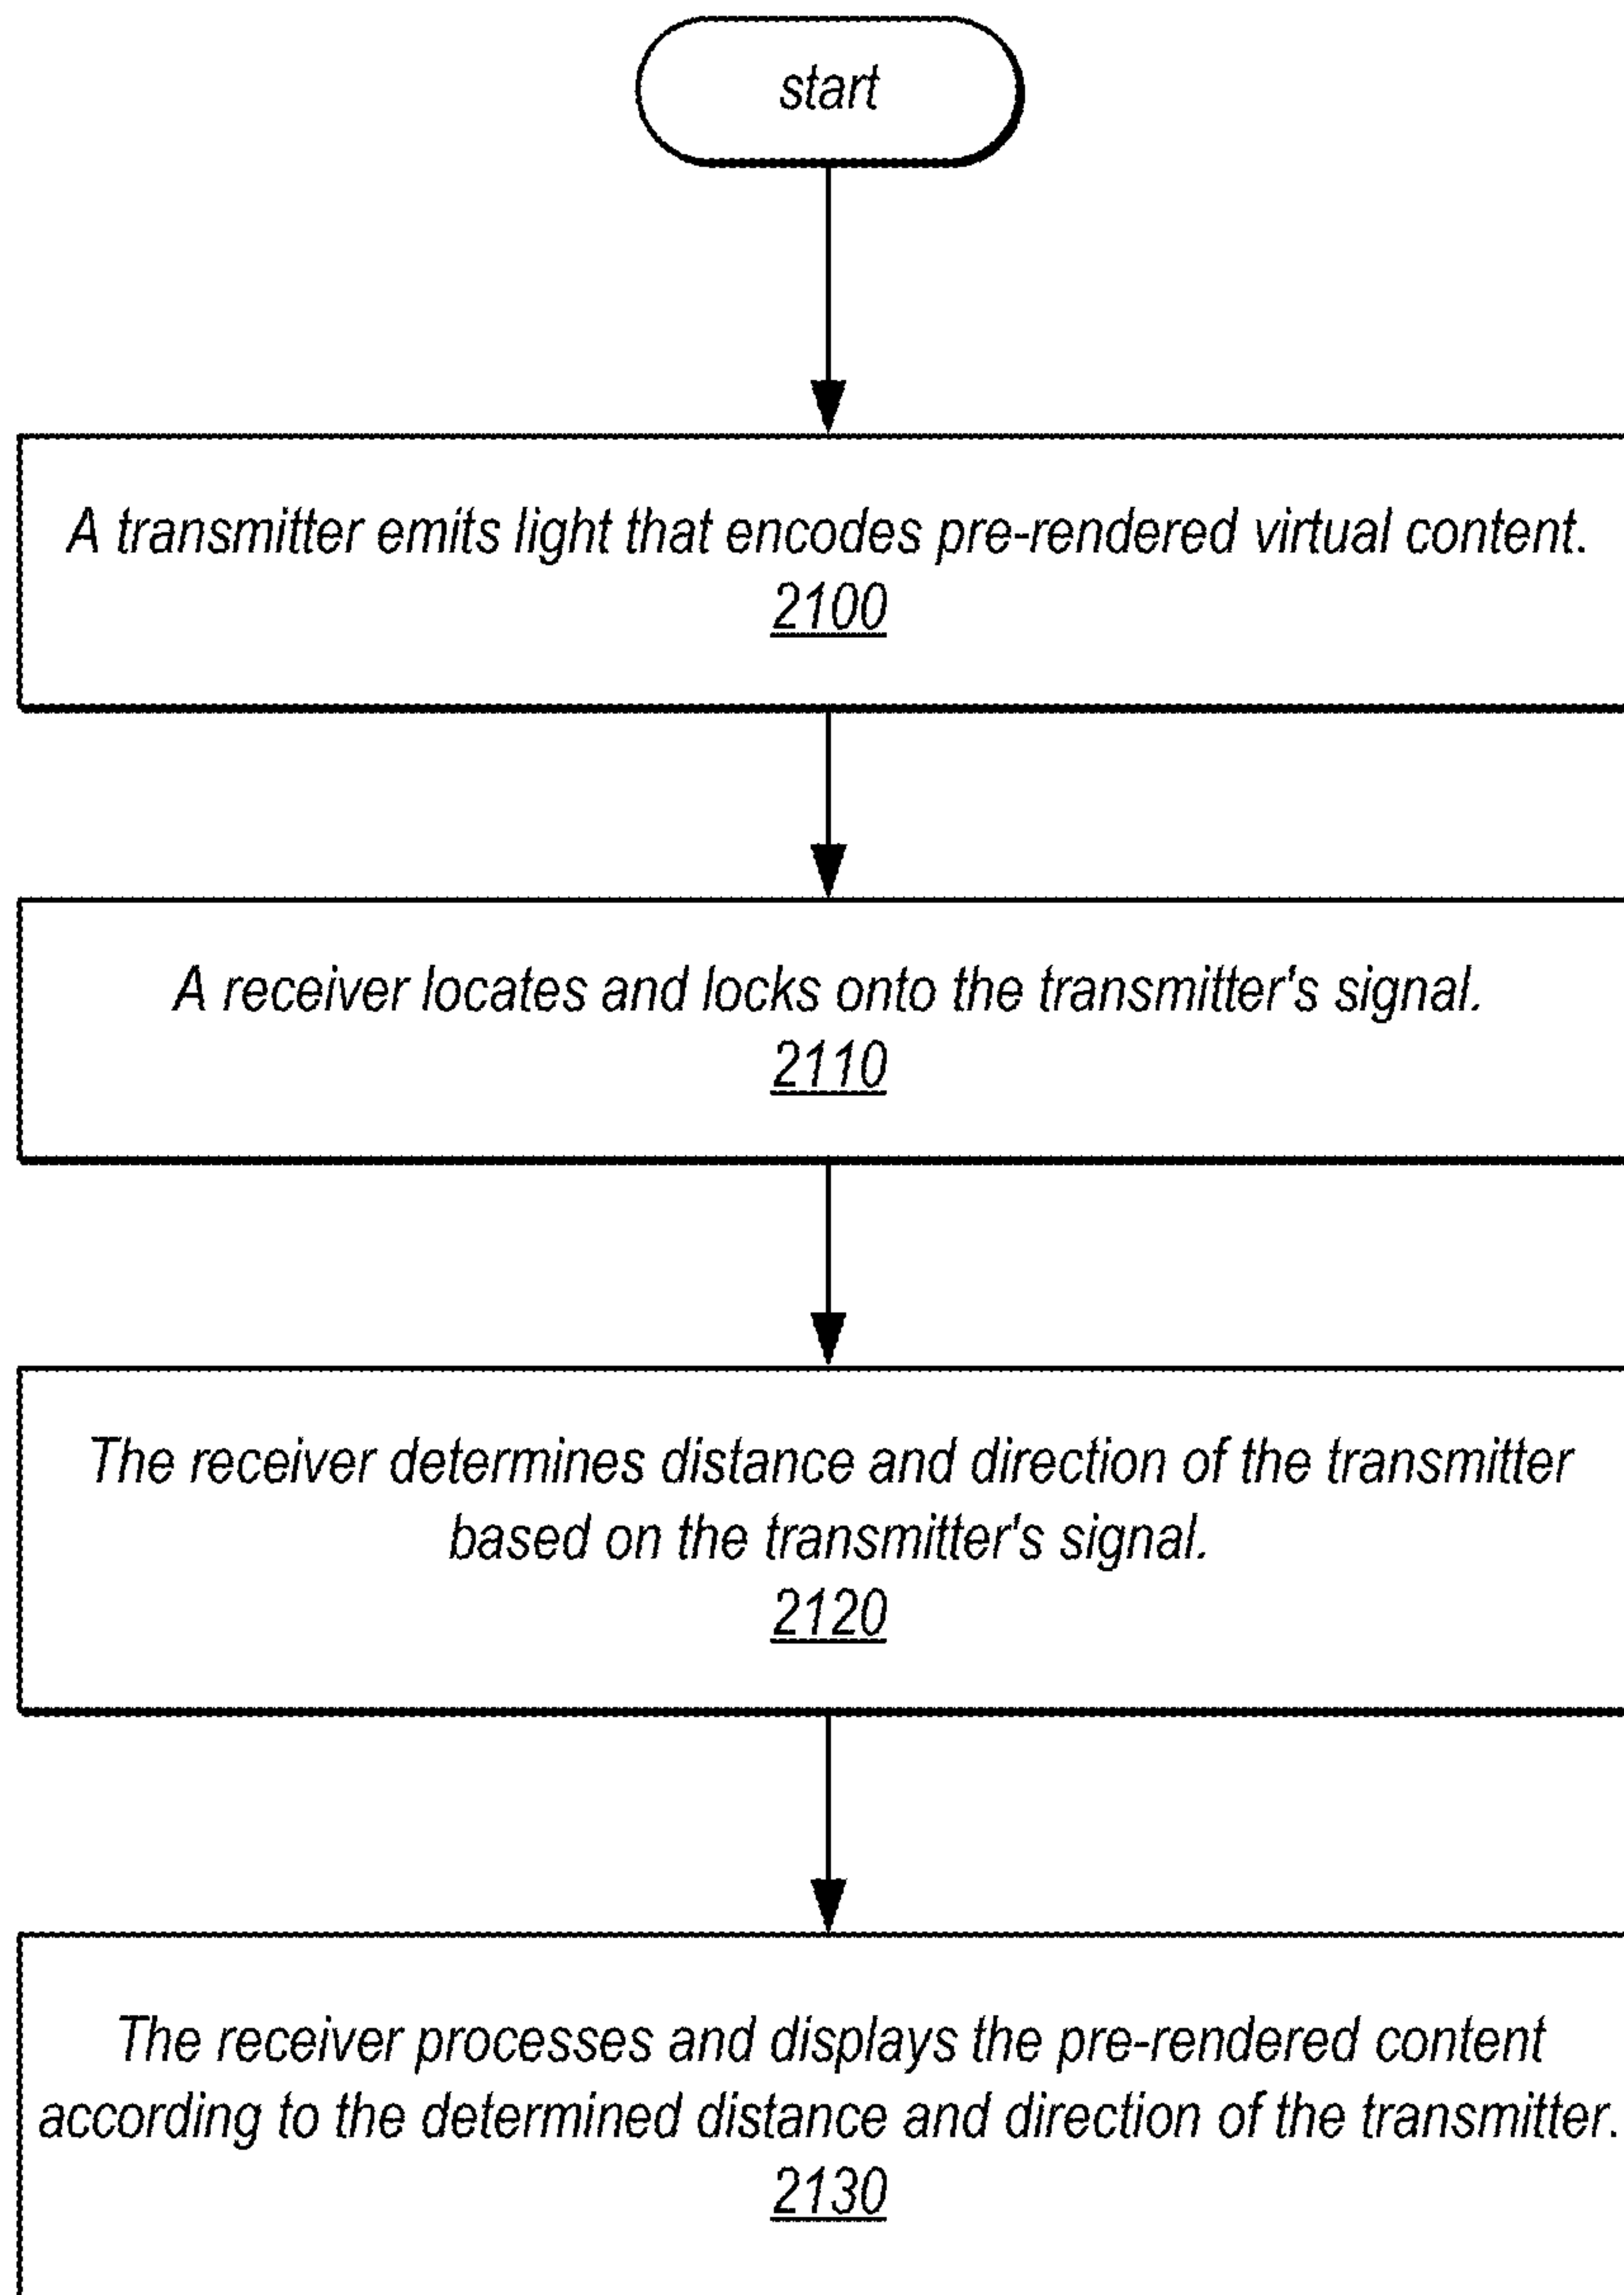 start
A transmitter emits light that encodes pre-rendered virtual content.
2100
A receiver locates and locks onto the transmitter's signal.
2110
The receiver determines distance and direction of the transmitter
based on the transmitter's signal.
2120
The receiver processes and displays the pre-rendered content
according to the determined distance and direction of the transmitter.
2130